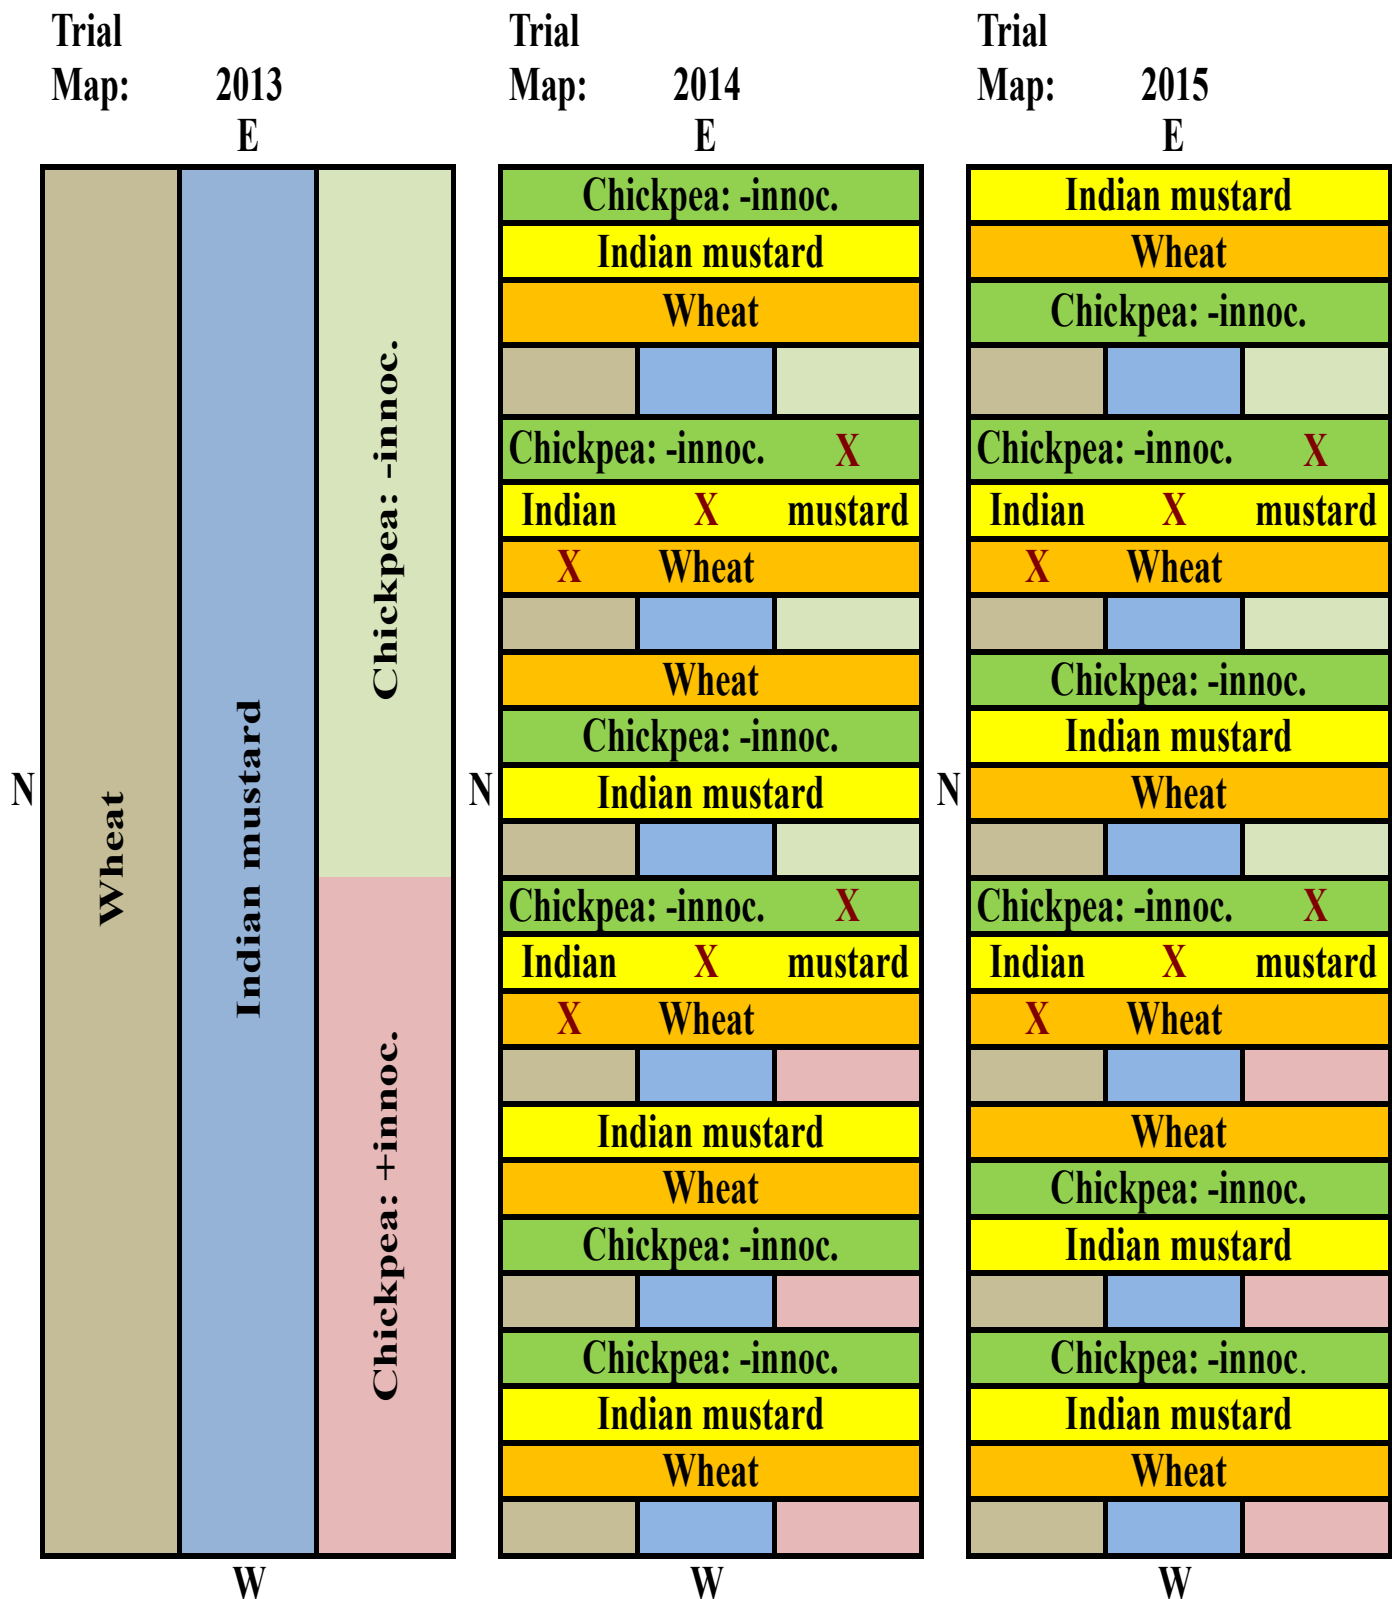 Trial
Map: 2013
E
Wheat
Indian mustard
Chickpea: -innoc.
Chickpea: +innoc.
N
W
Trial
Map: 2014
E
Chickpea: -innoc.
Indian mustard
Wheat
Chickpea: -innoc. X
Indian X mustard
X Wheat
Wheat
Chickpea: -innoc.
N
Indian mustard
Chickpea: -innoc. X
Indian X mustard
X Wheat
Indian mustard
Wheat
Chickpea: -innoc.
Chickpea: -innoc.
Indian mustard
Wheat
W
Trial
Map: 2015
E
Indian mustard
Wheat
Chickpea: -innoc.
Chickpea: -innoc. X
Indian X mustard
X Wheat
Chickpea: -innoc.
Indian mustard
N
Wheat
Chickpea: -innoc. X
Indian X mustard
X Wheat
Wheat
Chickpea: -innoc.
Indian mustard
Chickpea: -innoc.
Indian mustard
Wheat
W